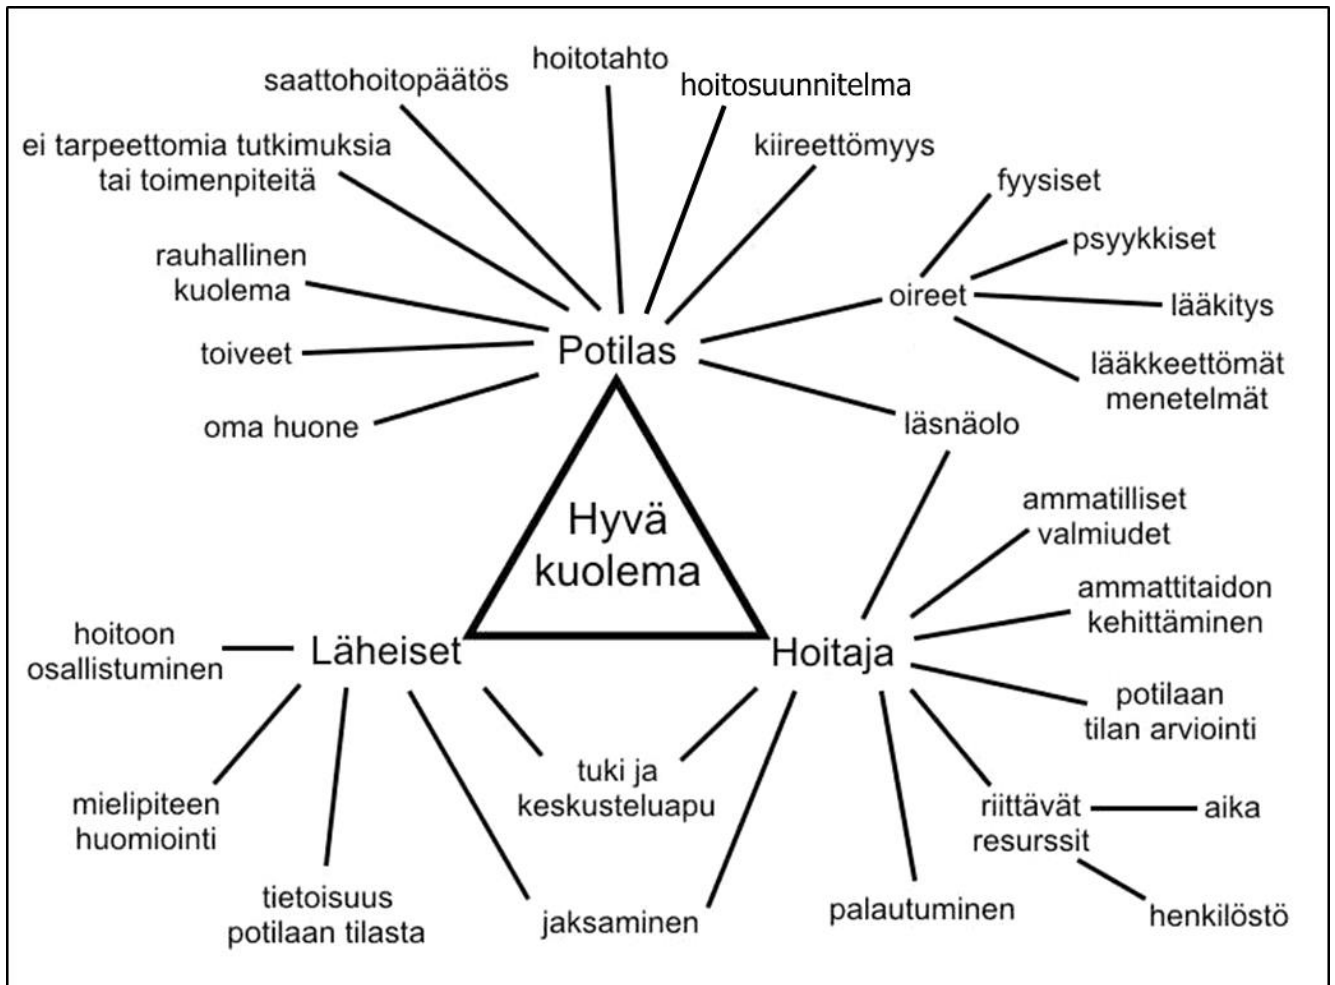 hoitotahto
saattohoitopäätös
hoitosuunnitelma
ei tarpeettomia tutkimuksia
tai toimenpiteitä
kiireettömyys
fyysiset
psyykkiset
rauhallinen
kuolema
oireet
lääkitys
toiveet
Potilas
lääkkeettömät
menetelmät
oma huone
läsnäolo
Hyvä
kuolema
ammatilliset
valmiudet
ammattitaidon
kehittäminen
hoitoon
osallistuminen
Läheiset
Hoitaja
potilaan
tilan arviointi
tuki ja
keskusteluapu
mielipiteen
huomiointi
riittävät
resurssit
aika
tietoisuus
potilaan tilasta
jaksaminen
palautuminen
henkilöstö